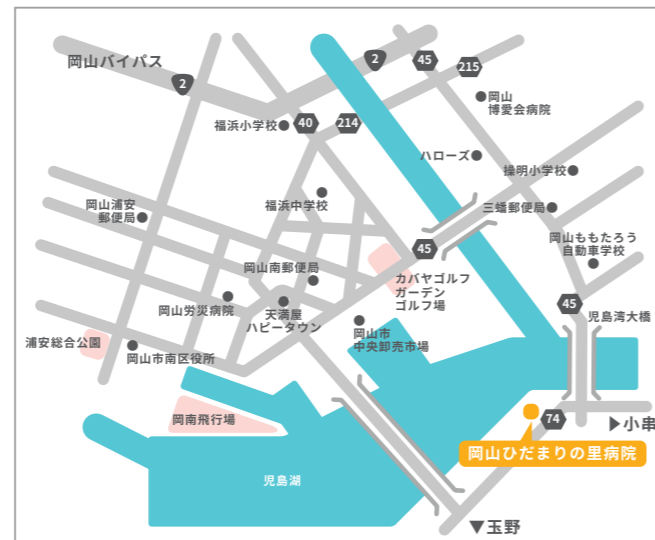 岡山バイパス
2
2
45
215
岡山
博愛会病院
福浜小学校
40
214
ハローズ
操明小学校
福浜中学校
岡山浦安
郵便局
三蟠郵便局
45
岡山ももたろう
自動車学校
岡山南郵便局
カバヤゴルフ
ガーデン
ゴルフ場
岡山労災病院
天満屋
ハピータウン
45
児島湾大橋
岡山市
中央卸売市場
浦安総合公園
岡山市南区役所
岡南飛行場
74
▶小串
岡山ひだまりの里病院
児島湖
▼玉野